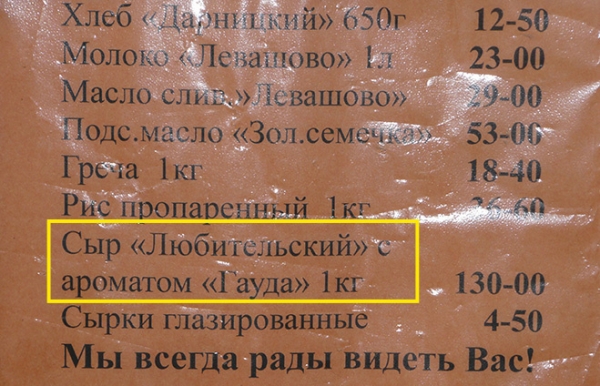 Хлеб «Дарницкий» 650г 12-50
Молоко «Левашово» 1л 23-00
Масло слив.»Левашово» 29-00
Подс.масло «Зол.семечка» 53-00
Греча 1кг 18-40
Рис пропаренный 1кг 36-60
Сыр «Любительский» с
ароматом «Гауда» 1кг 130-00
Сырки глазированные 4-50
Мы всегда рады видеть Вас!